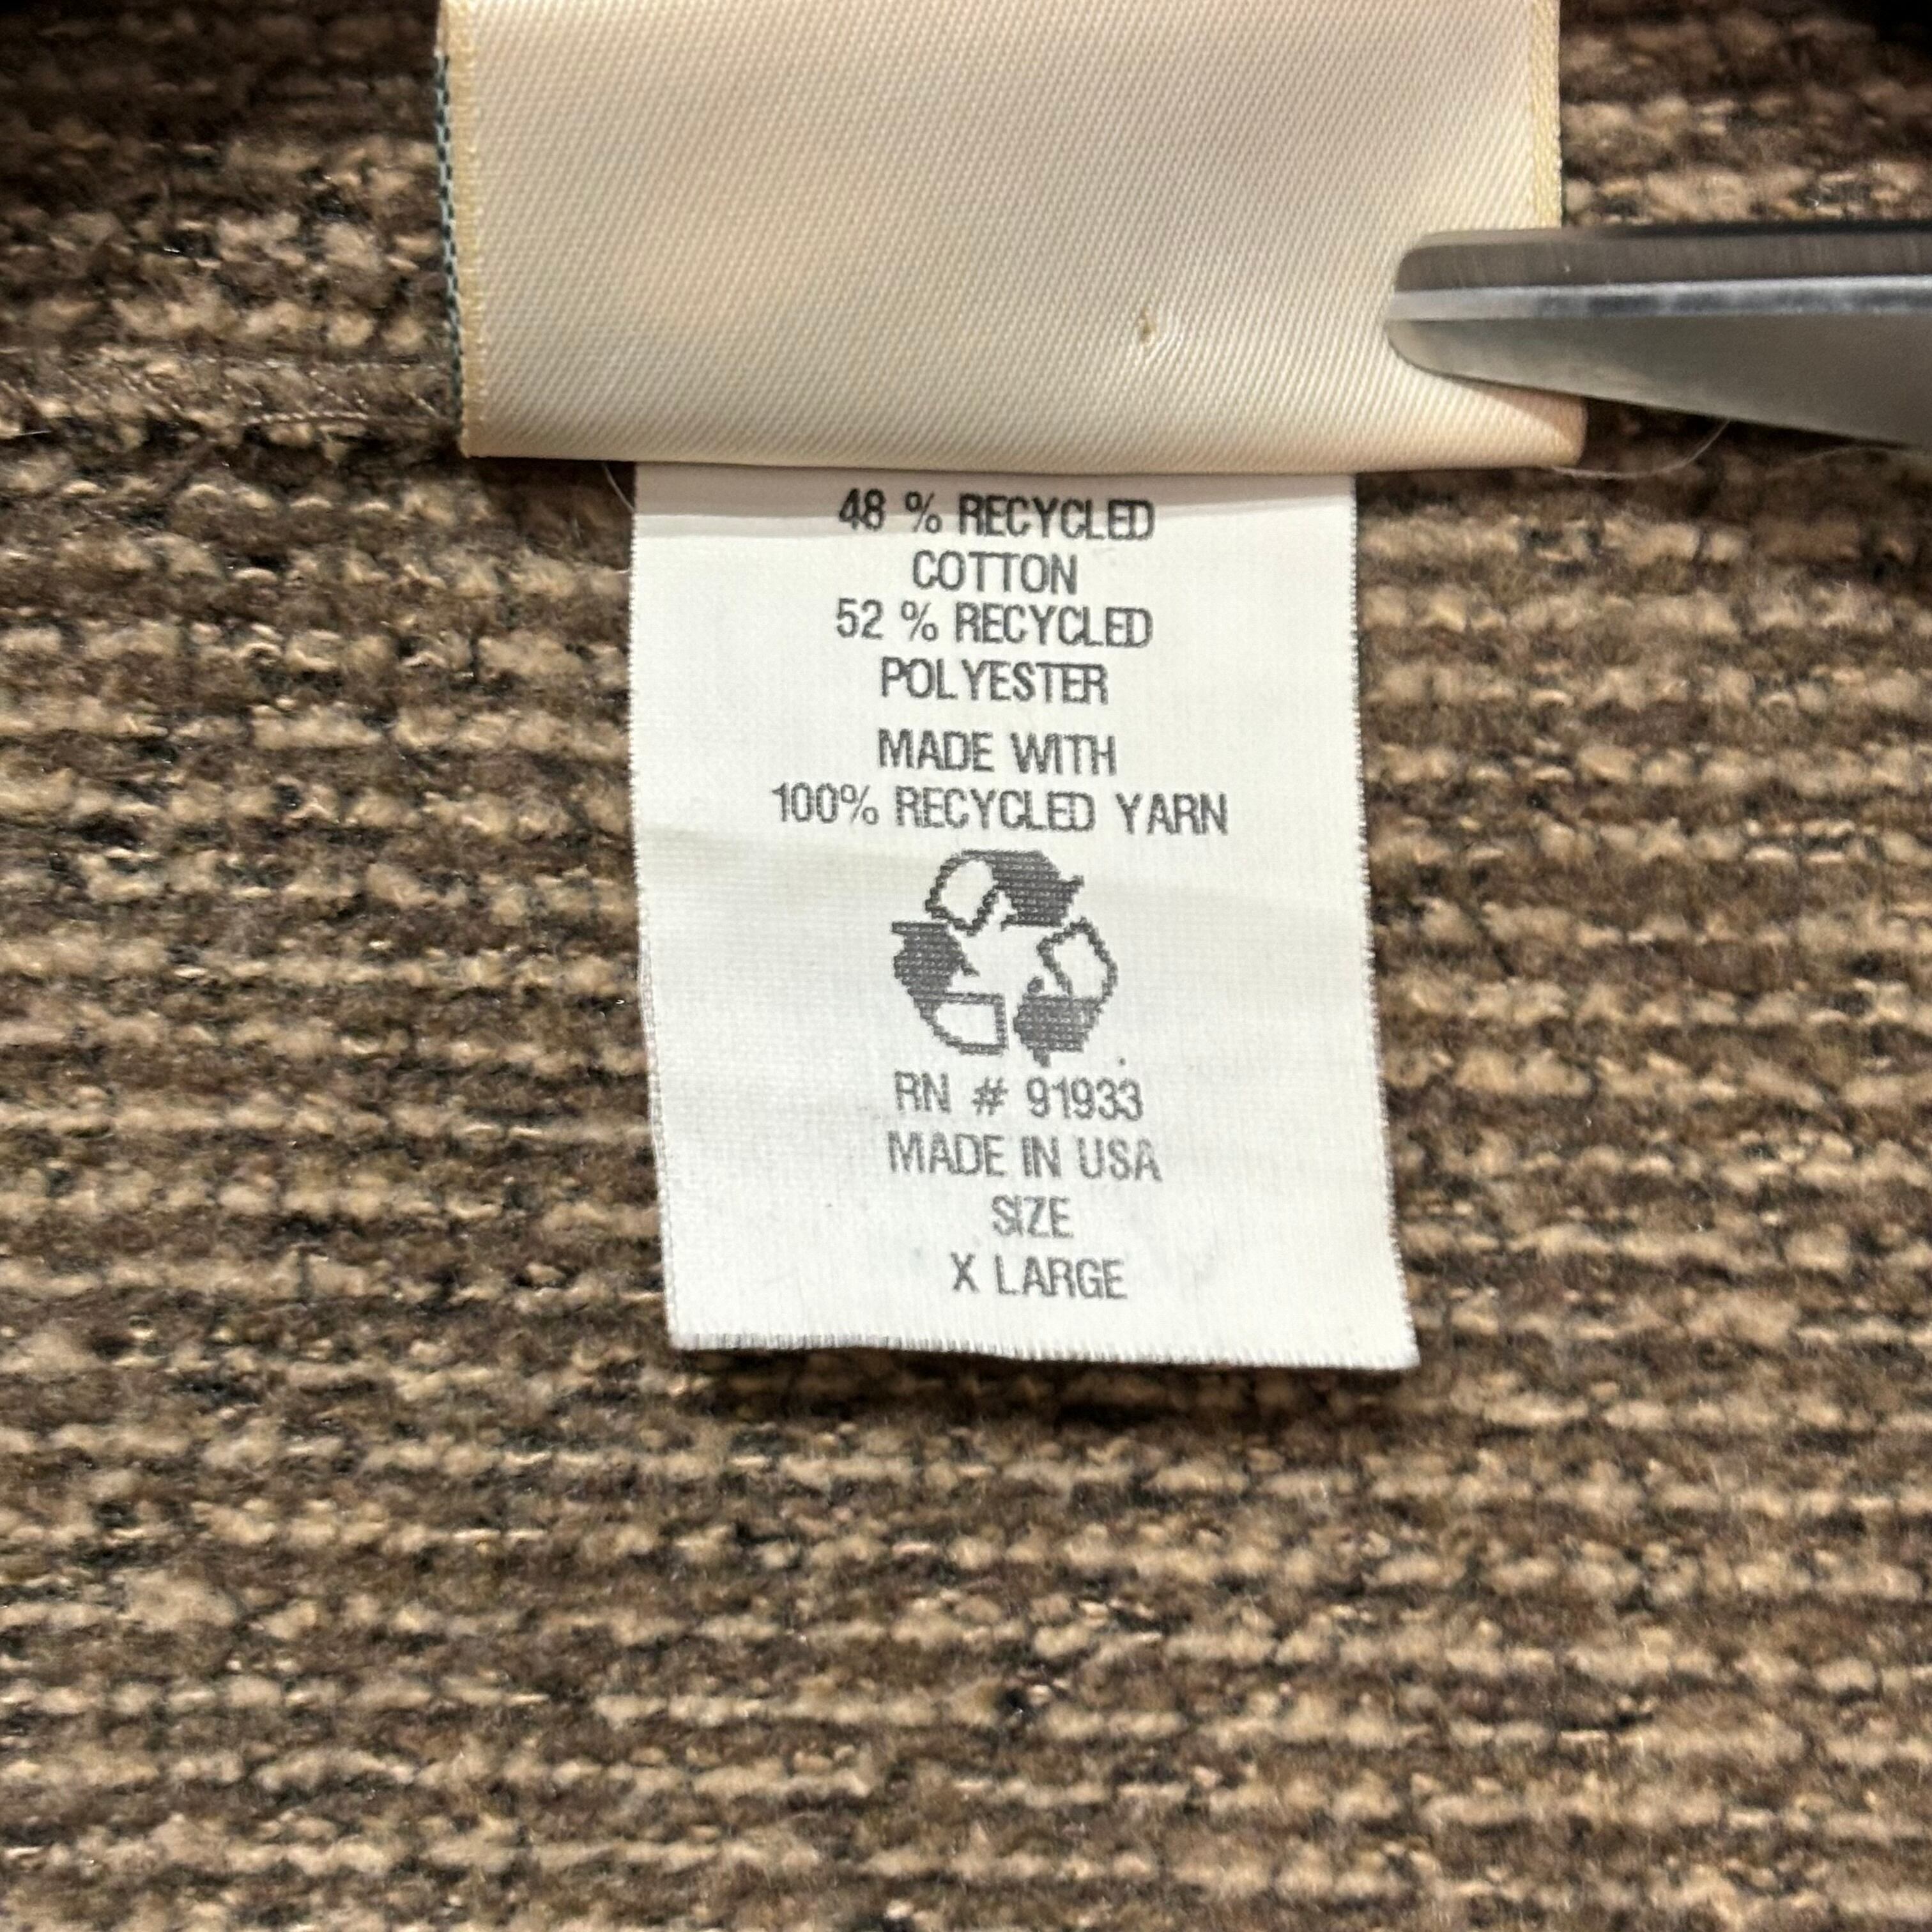 48 % RECYCLED
COTTON
52 % RECYCLED
POLYESTER
MADE WITH
100% RECYCLED YARN
RN # 91933
MADE IN USA
SIZE
X LARGE